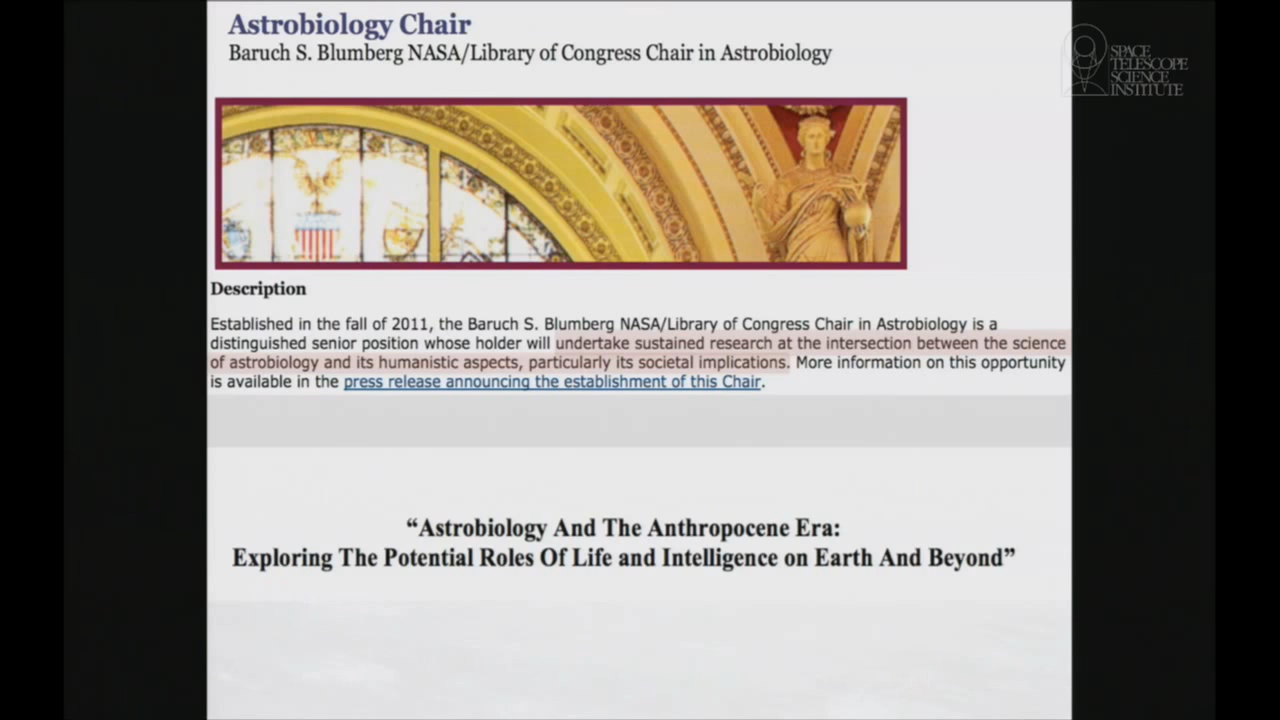 Astrobiology Chair
Baruch S. Blumberg NASA/Library of Congress Chair in Astrobiology
SPACE
TELESCOPE
SCIENCE
INSTITUTE
Description
Established in the fall of 2011, the Baruch S. Blumberg NASA/Library of Congress Chair in Astrobiology is a
distinguished senior position whose holder will undertake sustained research at the intersection between the science
of astrobiology and its humanistic aspects, particularly its societal implications. More information on this opportunity
is available in the press release announcing the establishment of this Chair.
“Astrobiology And The Anthropocene Era:
Exploring The Potential Roles Of Life and Intelligence on Earth And Beyond”